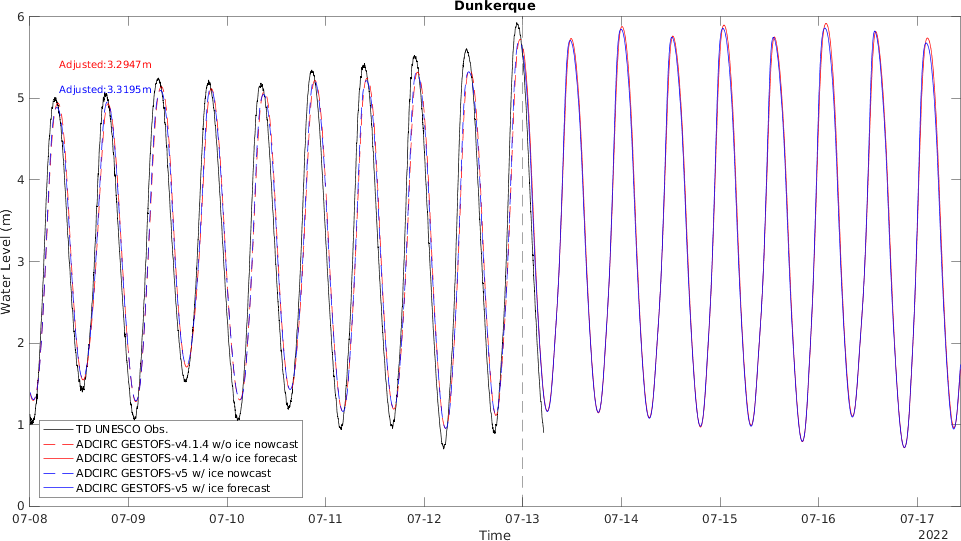 Dunkerque
6
Adjusted:3.2947m
Adjusted:3.3195m
5
4
3
2
1
0
Water Level (m)
TD UNESCO Obs.
ADCIRC GESTOFS-v4.1.4 w/o ice nowcast
ADCIRC GESTOFS-v4.1.4 w/o ice forecast
ADCIRC GESTOFS-v5 w/ ice nowcast
ADCIRC GESTOFS-v5 w/ ice forecast
07-08 07-09 07-10 07-11 07-12 07-13 07-14 07-15 07-16 07-17
Time
2022